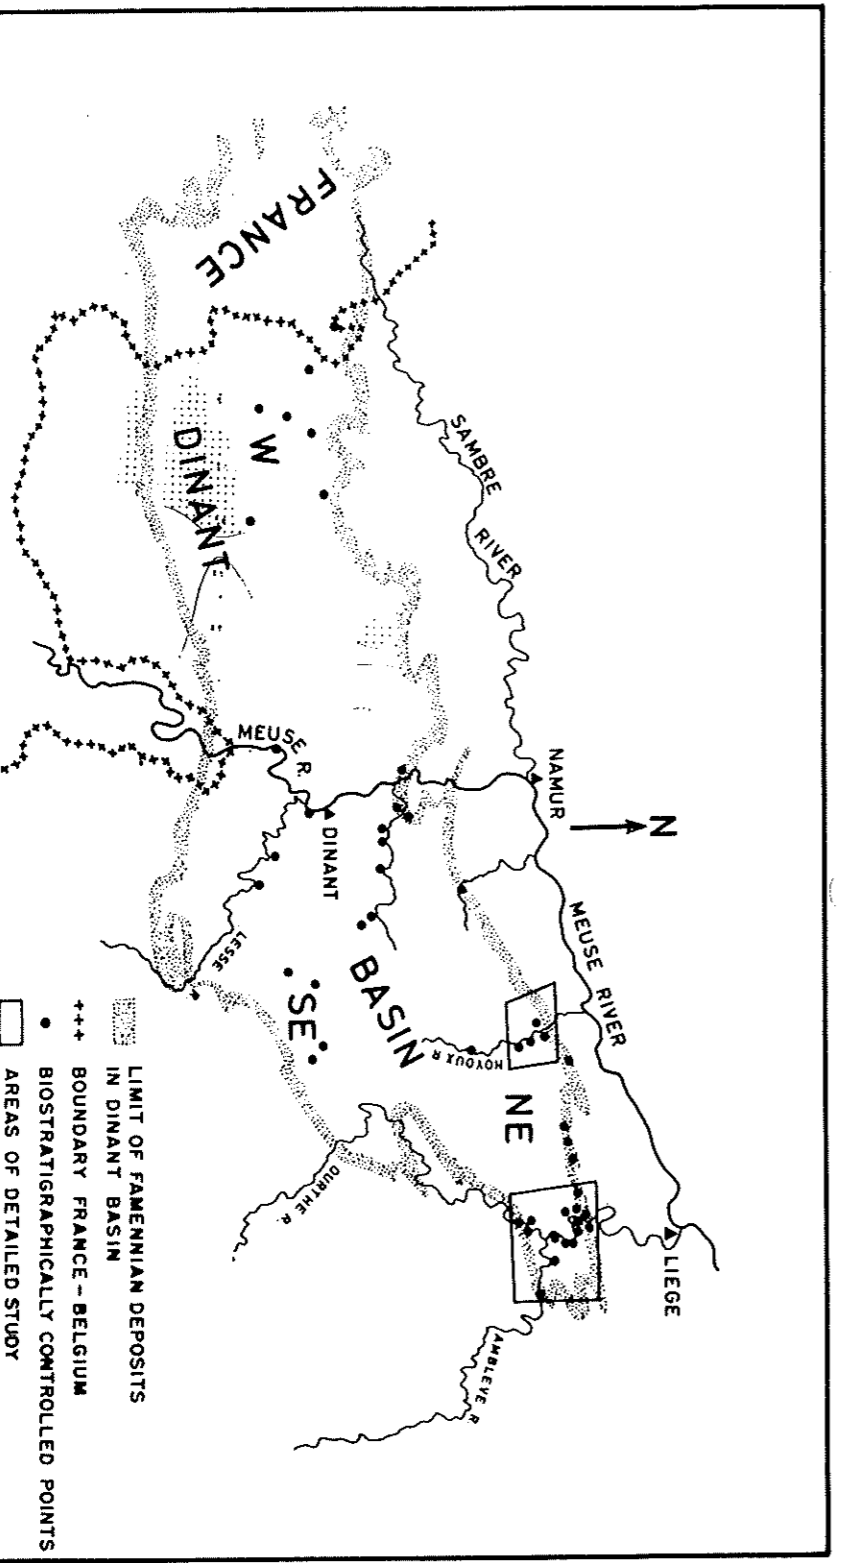 FRANCE
SAMBRE
RIVER
W
DINANT
MEUSE
R.
NAMUR
N
DINANT
LESSE
MEUSE RIVER
BASIN
SE
HOYOUX R.
NE
OURTHE R.
LIEGE
AMBLEVE R.
LIMIT OF FAMENNIAN DEPOSITS
IN DINANT BASIN
+++ BOUNDARY FRANCE – BELGIUM
● BIOSTRATIGRAPHICALLY CONTROLLED POINTS
AREAS OF DETAILED STUDY